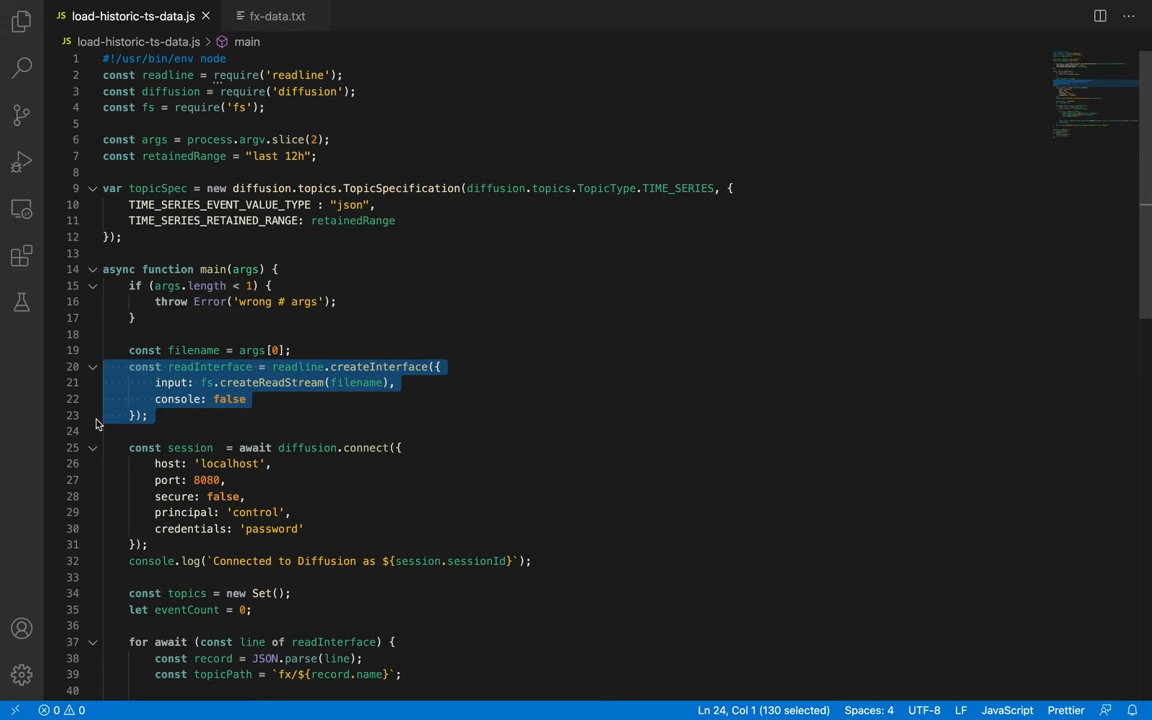 load-historic-ts-data.js
fx-data.txt
JS load-historic-ts-data.js > main
1 #!/usr/bin/env node
2 const readline = require('readline');
3 const diffusion = require('diffusion');
4 const fs = require('fs');
5
6 const args = process.argv.slice(2);
7 const retainedRange = "last 12h";
8
9 var topicSpec = new diffusion.topics.TopicSpecification(diffusion.topics.TopicType.TIME_SERIES, {
10 TIME_SERIES_EVENT_VALUE_TYPE : "json",
11 TIME_SERIES_RETAINED_RANGE: retainedRange
12 });
13
14 async function main(args) {
15 if (args.length < 1) {
16 throw Error('wrong # args');
17 }
18
19 const filename = args[0];
20 const readInterface = readline.createInterface({
21 input: fs.createReadStream(filename),
22 console: false
23 });
24
25 const session  = await diffusion.connect({
26 host: 'localhost',
27 port: 8080,
28 secure: false,
29 principal: 'control',
30 credentials: 'password'
31 });
32 console.log(`Connected to Diffusion as ${session.sessionId}`);
33
34 const topics = new Set();
35 let eventCount = 0;
36
37 for await (const line of readInterface) {
38 const record = JSON.parse(line);
39 const topicPath = `fx/${record.name}`;
40
0 0 Ln 24, Col 1 (130 selected) Spaces: 4 UTF-8 LF JavaScript Prettier